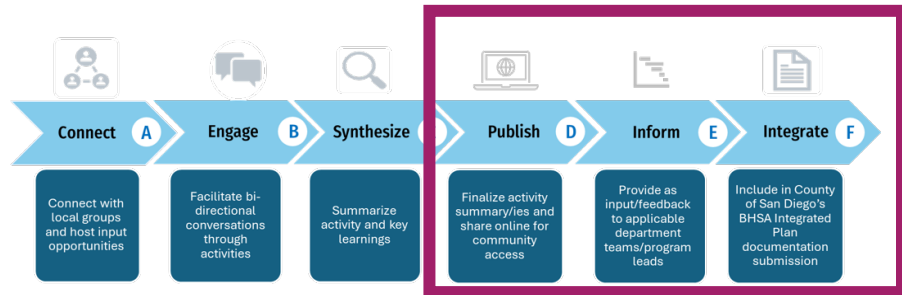 Connect A
Engage B
Synthesize
Publish D
Inform E
Integrate F
Connect with
local groups
and host input
opportunities
Facilitate bi-
directional
conversations
through
activities
Summarize
activity and key
learnings
Finalize activity
summary/ies and
share online for
community
access
Provide as
input/feedback
to applicable
department
teams/program
leads
Include in County
of San Diego's
BHSA Integrated
Plan
documentation
submission